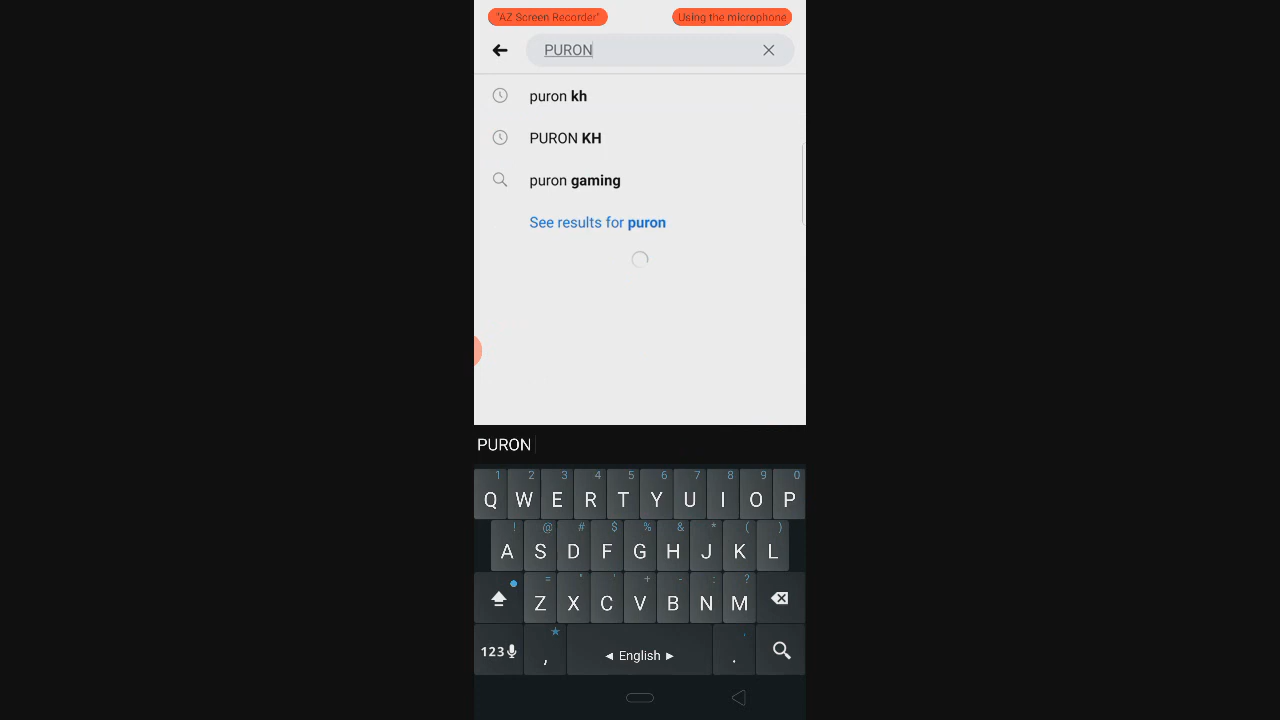 "AZ Screen Recorder"
Using the microphone
PURON
puron kh
PURON KH
puron gaming
See results for puron
PURON
1 2 3 4 5 6 7 8 9 0
Q W E R T Y U I O P
! @ # $ % & * ( )
A S D F G H J K L
= " ' + - : ?
Z X C V B N M
123 , ◄ English ► .